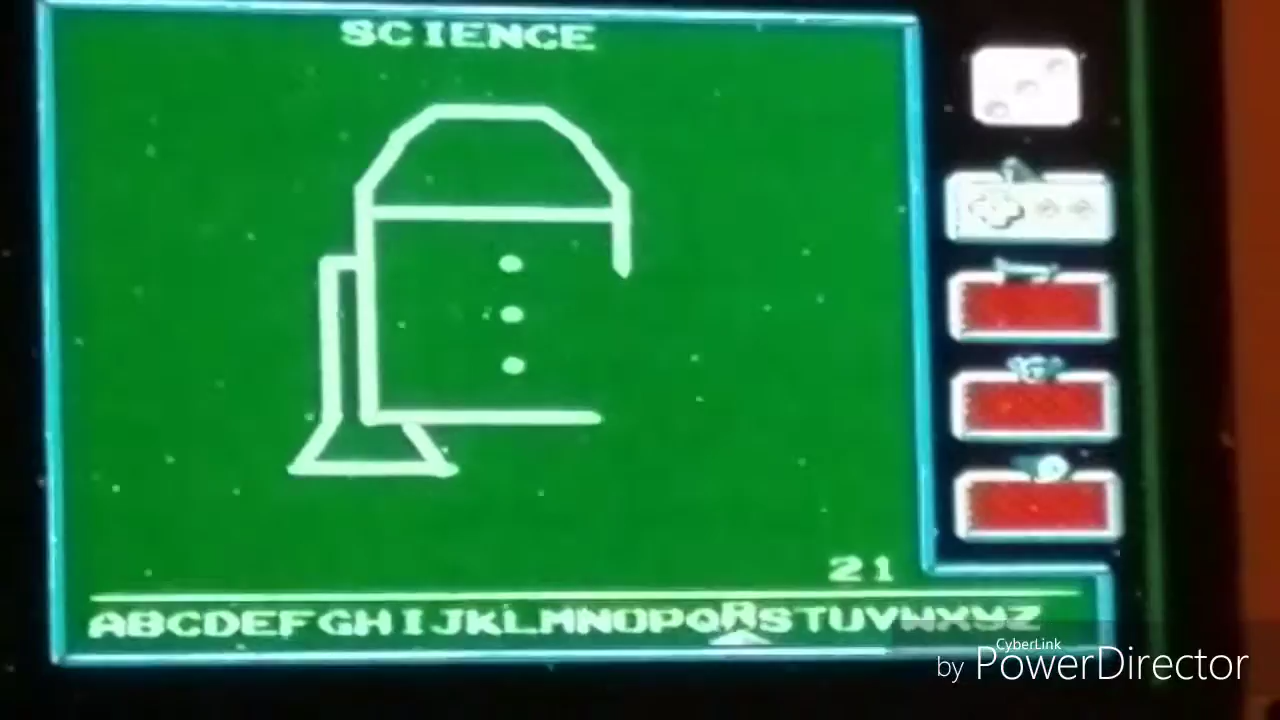 SCIENCE
21
ABCDEFGHIJKLMNOPQRSTUVWXYZ
CyberLink
by PowerDirector